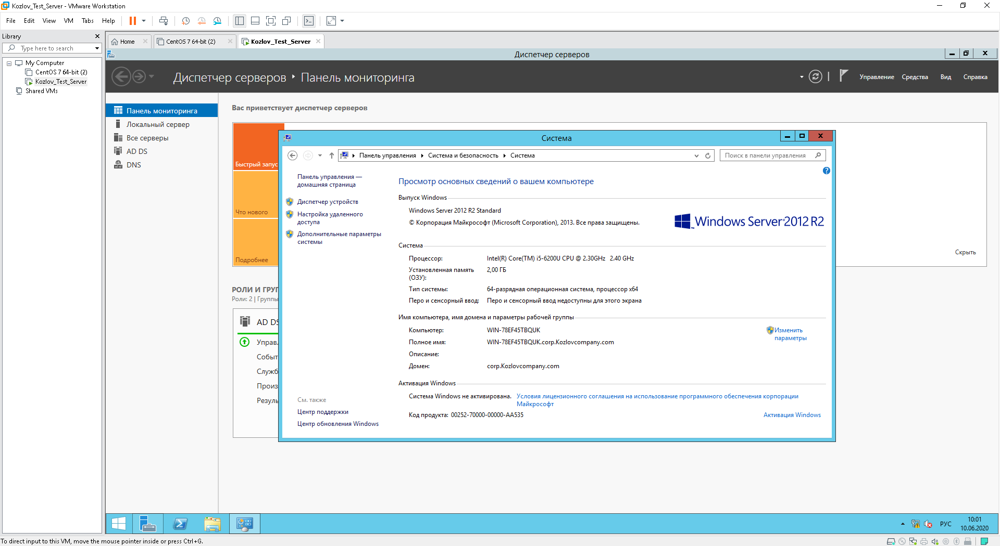 Kozlov_Test_Server - VMware Workstation
File Edit View VM Tabs Help
Library
Type here to search
My Computer
CentOS 7 64-bit (2)
Kozlov_Test_Server
Shared VMs
Home
CentOS 7 64-bit (2)
Kozlov_Test_Server
Диспетчер серверов
Диспетчер серверов
Панель мониторинга
Управление
Средства
Вид
Справка
Панель мониторинга
Локальный сервер
Все серверы
AD DS
DNS
Вас приветствует диспетчер серверов
Быстрый запус
Что нового
Подробнее
Скрыть
РОЛИ И ГРУП
Роли: 2 | Группы
AD DS
Управл
Событ
Служб
Произ
Резуль
Система
Панель управления
Система и безопасность
Система
Поиск в панели управления
Панель управления —
домашняя страница
Диспетчер устройств
Настройка удаленного
доступа
Дополнительные параметры
системы
См. также
Центр поддержки
Центр обновления Windows
Просмотр основных сведений о вашем компьютере
Выпуск Windows
Windows Server 2012 R2 Standard
© Корпорация Майкрософт (Microsoft Corporation), 2013. Все права защищены.
Windows Server 2012 R2
Система
Процессор: Intel(R) Core(TM) i5-6200U CPU @ 2.30GHz 2.40 GHz
Установленная память 2,00 ГБ
(ОЗУ):
Тип системы: 64-разрядная операционная система, процессор x64
Перо и сенсорный ввод: Перо и сенсорный ввод недоступны для этого экрана
Имя компьютера, имя домена и параметры рабочей группы
Компьютер: WIN-78EF45TBQUK
Изменить
параметры
Полное имя: WIN-78EF45TBQUK.corp.Kozlovcompany.com
Описание:
Домен: corp.Kozlovcompany.com
Активация Windows
Система Windows не активирована. Условия лицензионного соглашения на использование программного обеспечения корпорации
Майкрософт
Код продукта: 00252-70000-00000-AA535
Активация Windows
РУС
10:01
10.06.2020
To direct input to this VM, move the mouse pointer inside or press Ctrl+G.